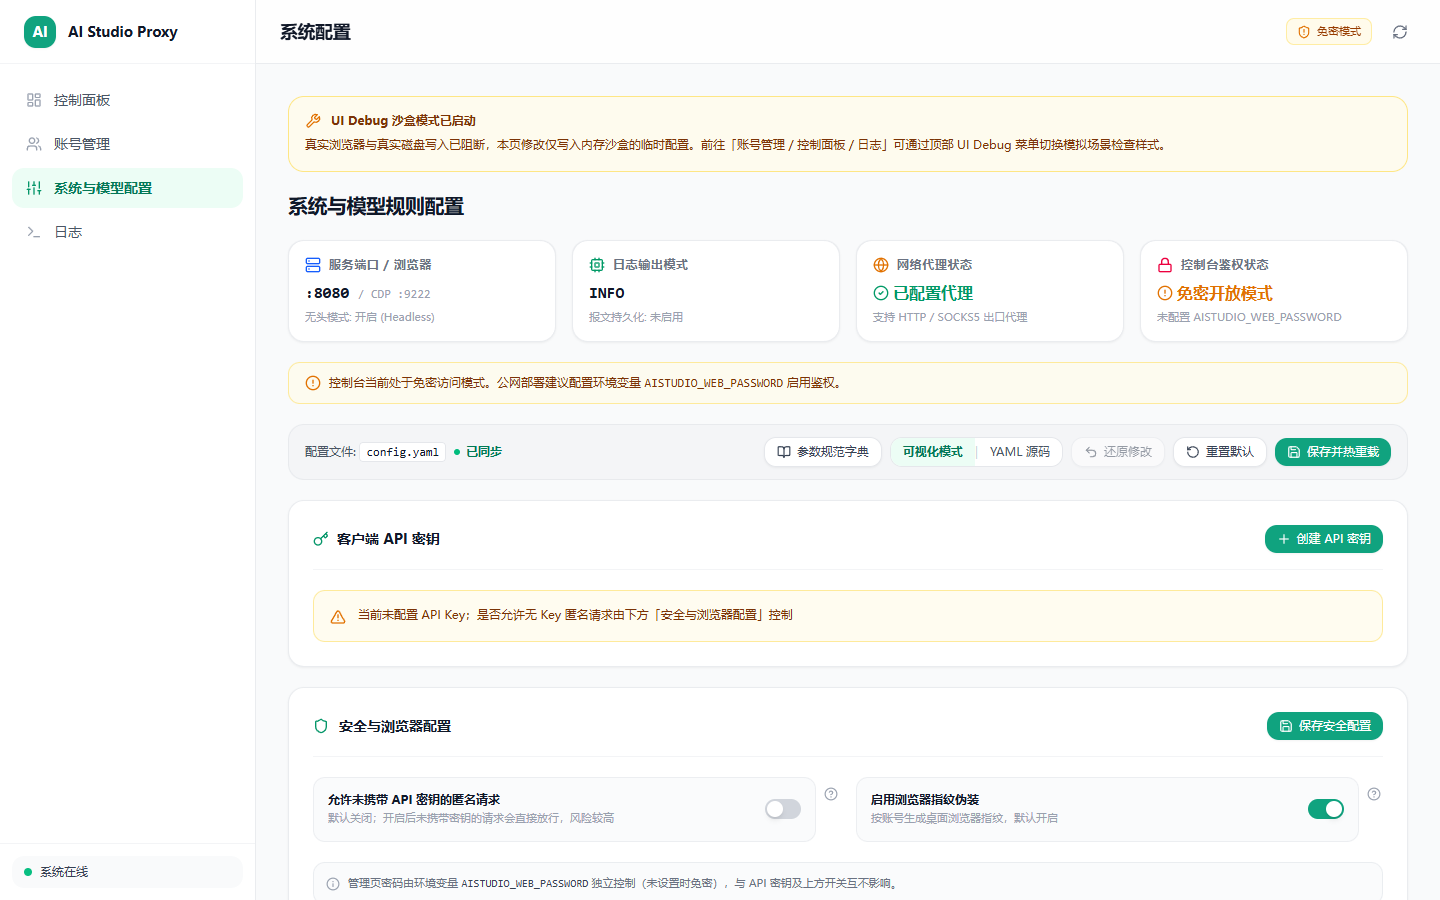 AI
AI Studio Proxy
控制面板
账号管理
系统与模型配置
日志
系统在线
系统配置
免密模式
UI Debug 沙盒模式已启动
真实浏览器与真实磁盘写入已阻断，本页修改仅写入内存沙盒的临时配置。前往「账号管理 / 控制面板 / 日志」可通过顶部 UI Debug 菜单切换模拟场景检查样式。
系统与模型规则配置
服务端口 / 浏览器
:8080 / CDP :9222
无头模式: 开启 (Headless)
日志输出模式
INFO
报文持久化: 未启用
网络代理状态
已配置代理
支持 HTTP / SOCKS5 出口代理
控制台鉴权状态
免密开放模式
未配置 AISTUDIO_WEB_PASSWORD
控制台当前处于免密访问模式。公网部署建议配置环境变量 AISTUDIO_WEB_PASSWORD 启用鉴权。
配置文件: config.yaml 已同步
参数规范字典
可视化模式
YAML 源码
还原修改
重置默认
保存并热重载
客户端 API 密钥
创建 API 密钥
当前未配置 API Key；是否允许无 Key 匿名请求由下方「安全与浏览器配置」控制
安全与浏览器配置
保存安全配置
允许未携带 API 密钥的匿名请求
默认关闭；开启后未携带密钥的请求会直接放行，风险较高
启用浏览器指纹伪装
按账号生成桌面浏览器指纹，默认开启
管理页密码由环境变量 AISTUDIO_WEB_PASSWORD 独立控制（未设置时免密），与 API 密钥及上方开关互不影响。